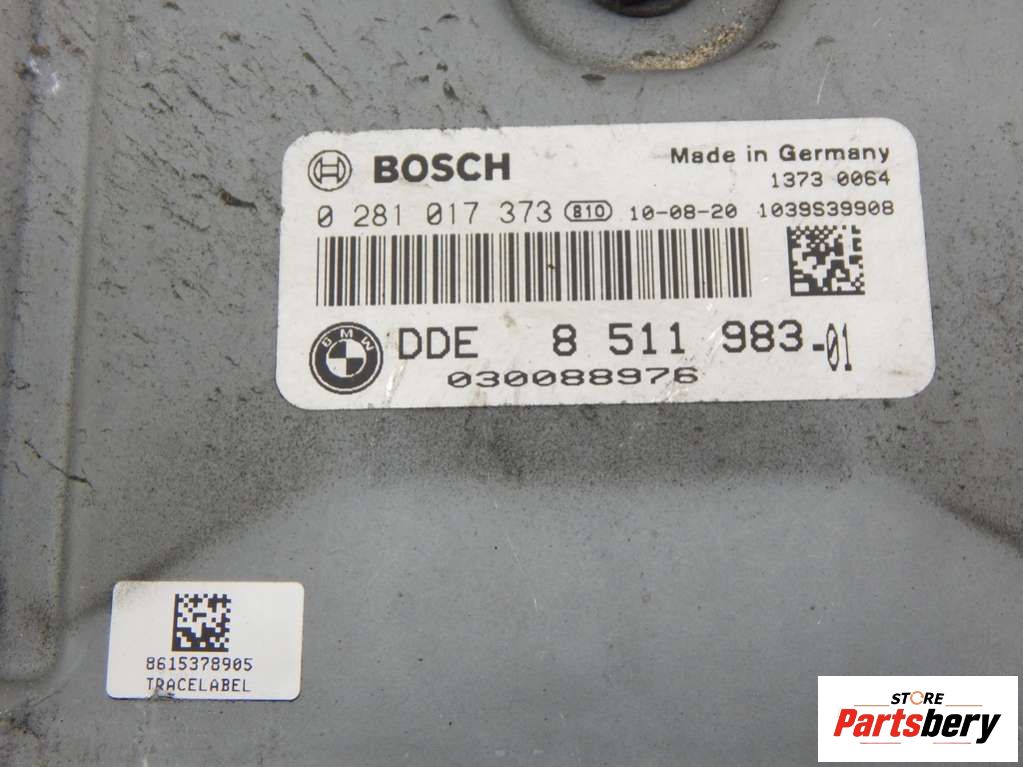 BOSCH
Made in Germany
1373 0064
0 281 017 373 810 10-08-20 1039S39908
BMW
DDE 8 511 983-01
030088976
8615378905
TRACELABEL
STORE
Partsbery